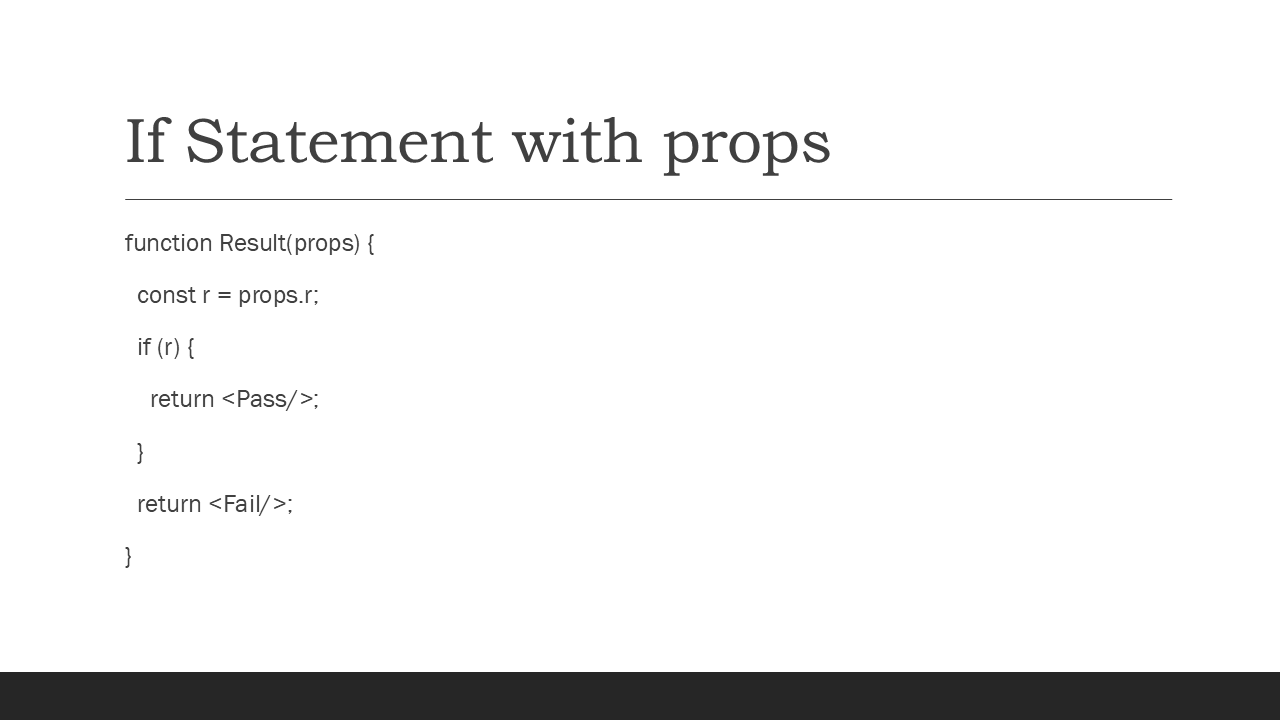 If Statement with props
function Result(props) {
  const r = props.r;
  if (r) {
    return <Pass/>;
  }
  return <Fail/>;
}